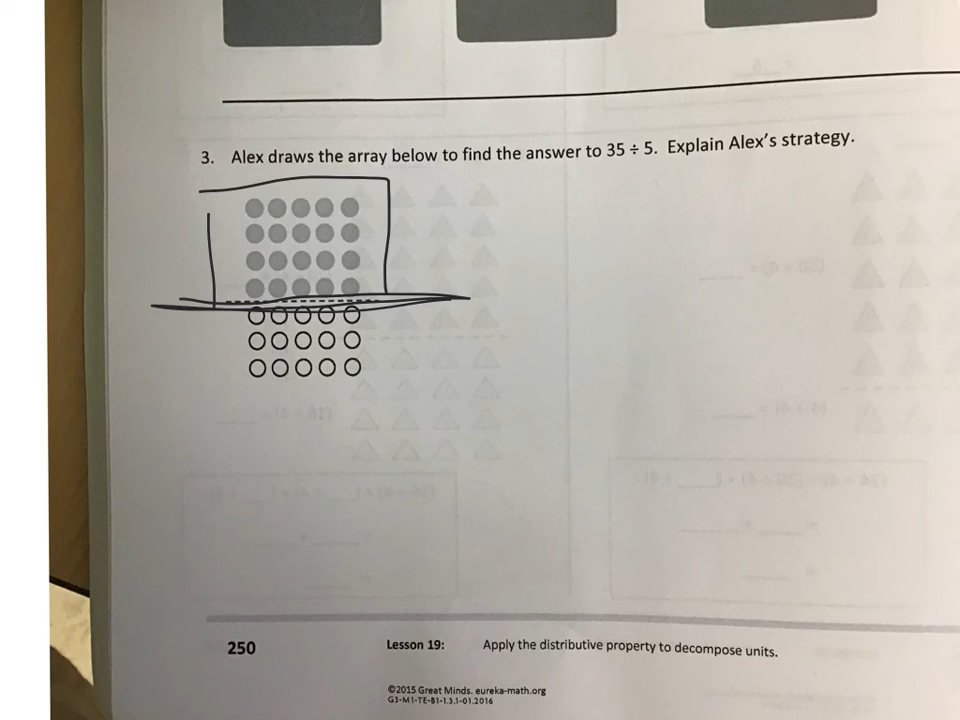 3. Alex draws the array below to find the answer to 35 ÷ 5. Explain Alex's strategy.
250 Lesson 19: Apply the distributive property to decompose units.
©2015 Great Minds. eureka-math.org
G3-M1-TE-B1-1.3.1-01.2016